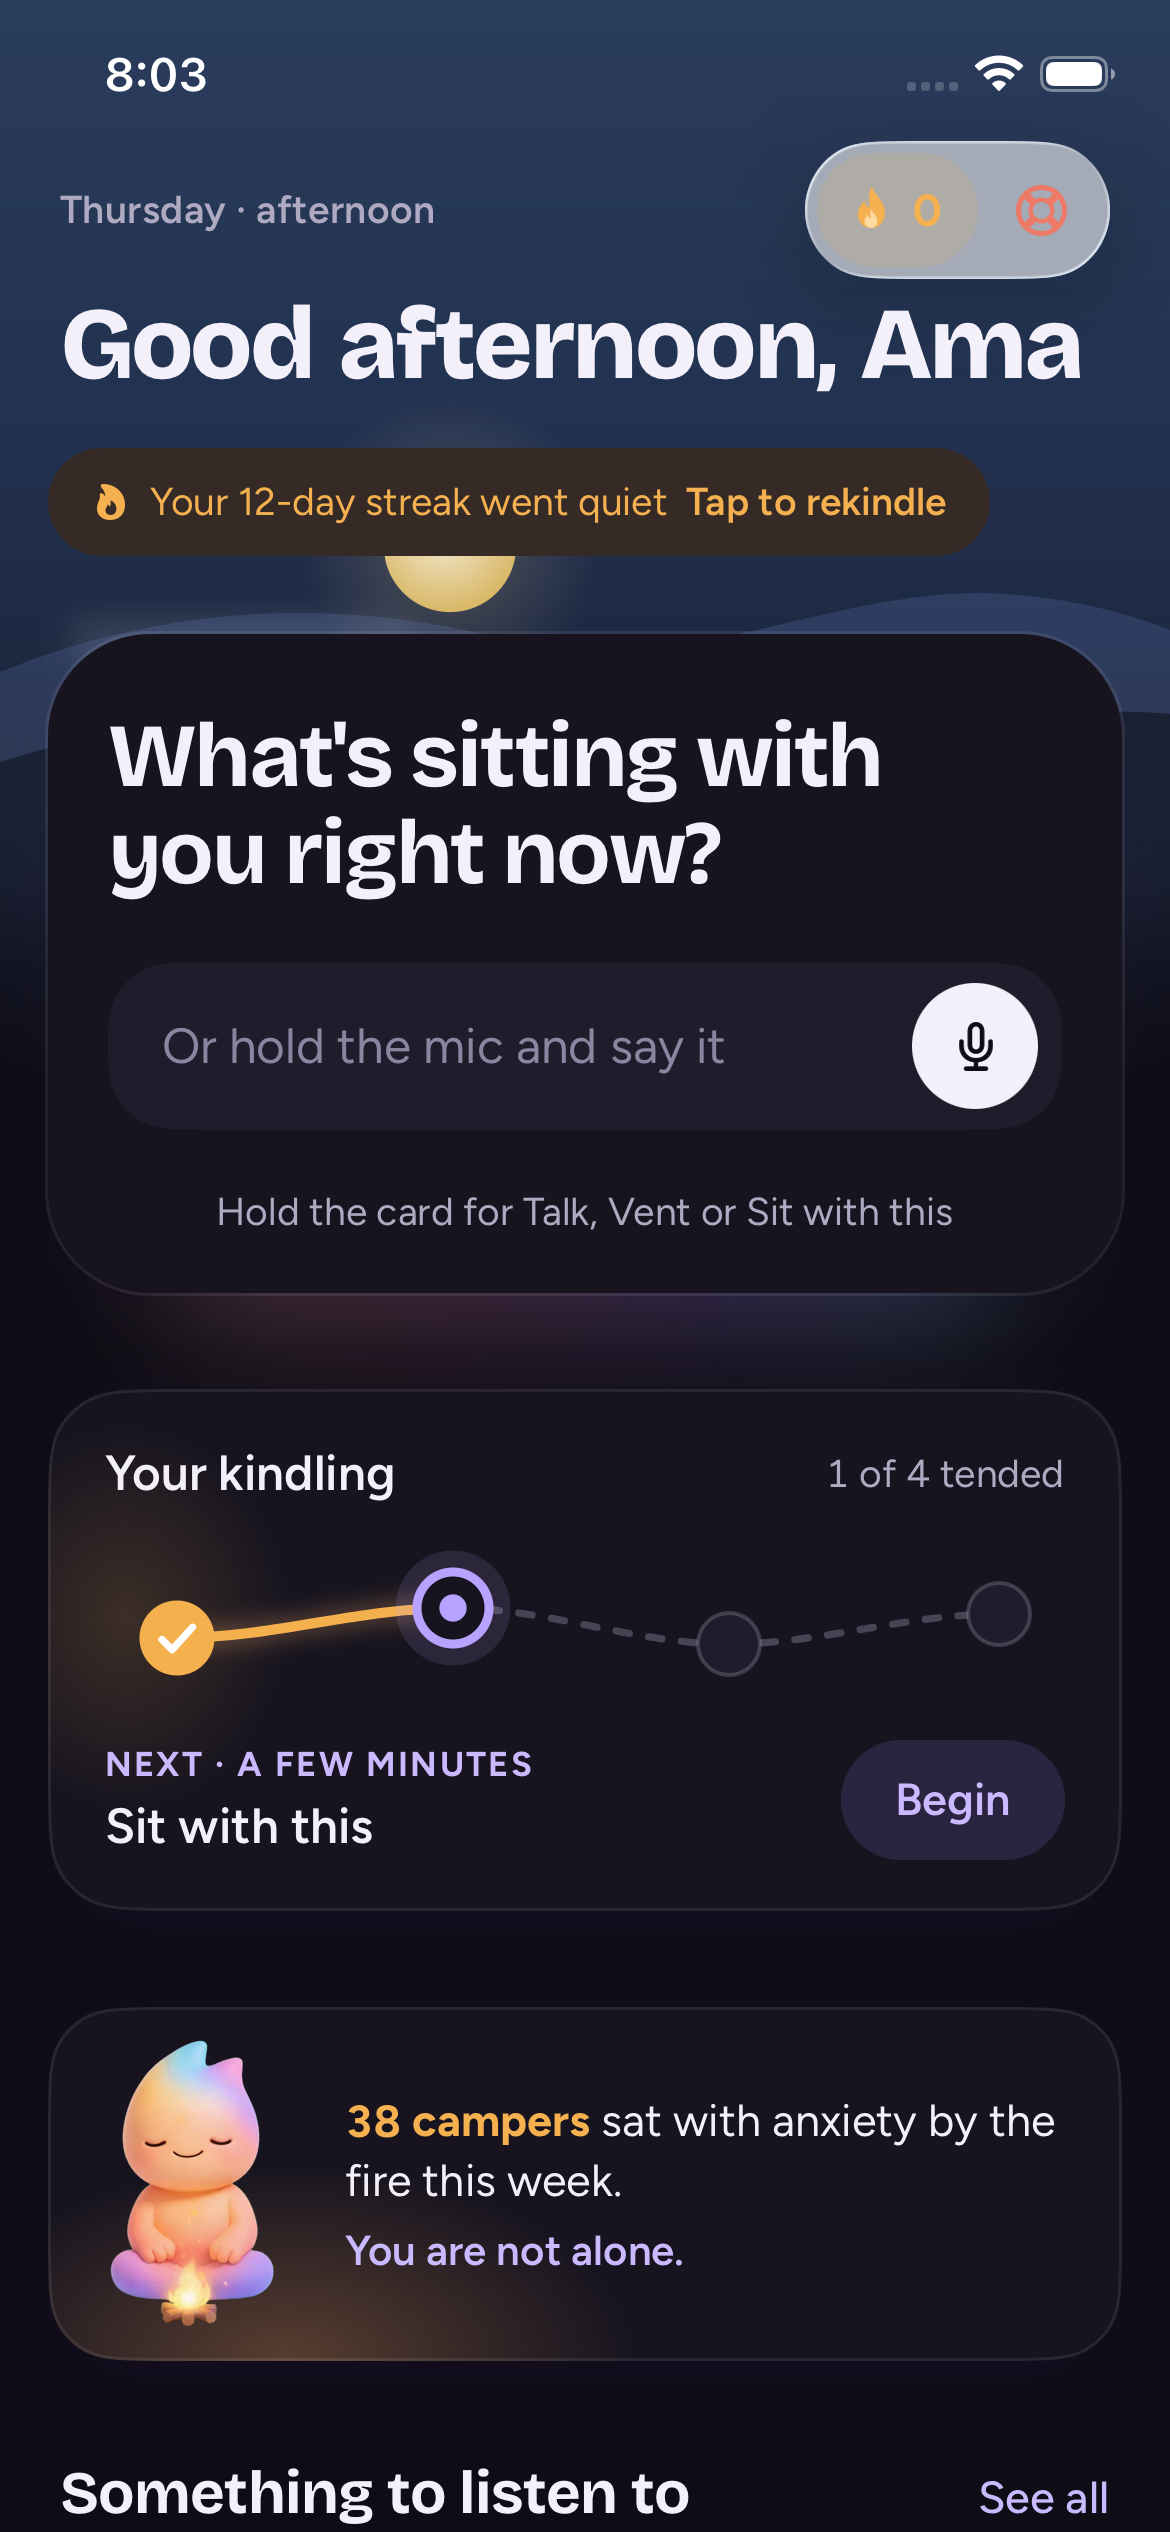 8:03
Thursday · afternoon
0
Good afternoon, Ama
Your 12-day streak went quiet Tap to rekindle
What's sitting with
you right now?
Or hold the mic and say it
Hold the card for Talk, Vent or Sit with this
Your kindling
1 of 4 tended
NEXT · A FEW MINUTES
Sit with this
Begin
38 campers sat with anxiety by the
fire this week.
You are not alone.
Something to listen to
See all